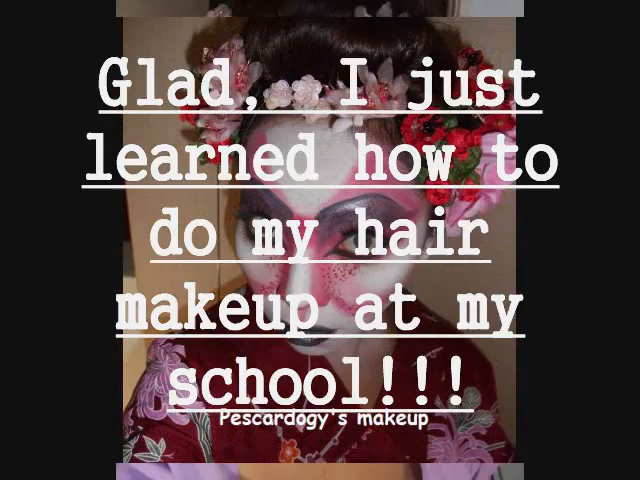 Glad,  I just
learned how to
do my hair
makeup at my
school!!!
Pescardogy's makeup